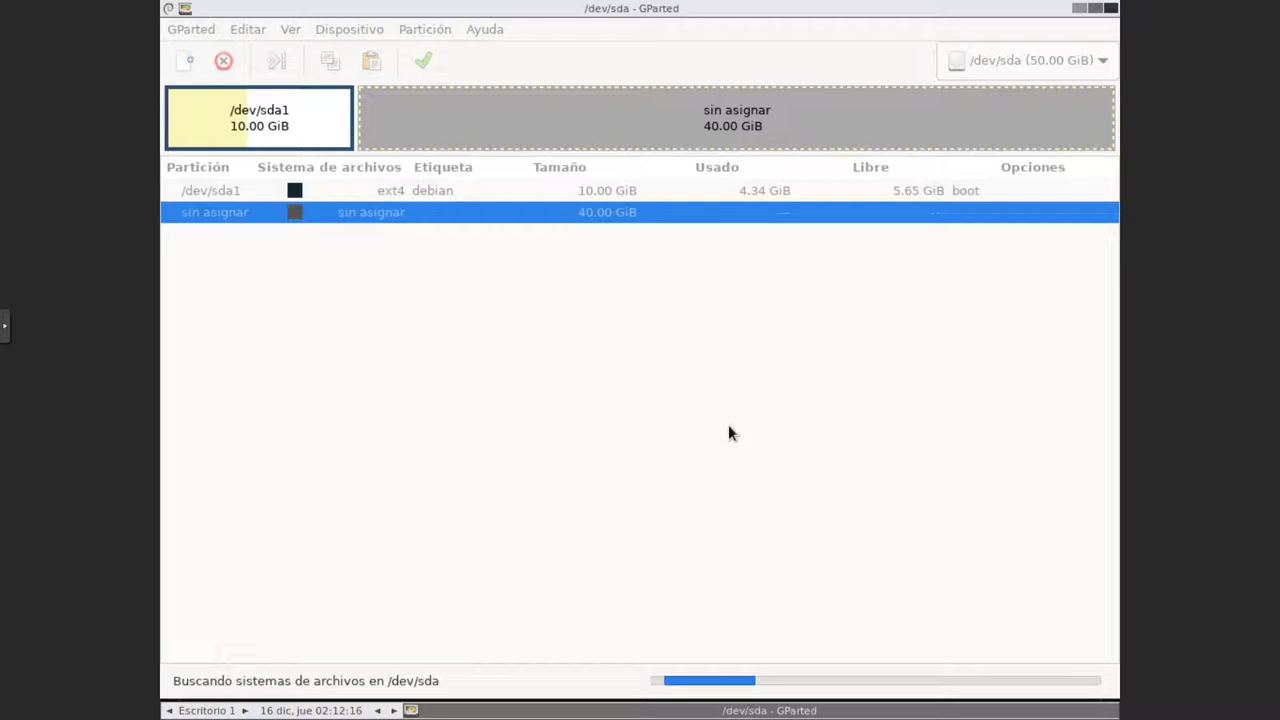 /dev/sda - GParted
GParted Editar Ver Dispositivo Partición Ayuda
/dev/sda (50.00 GiB)
/dev/sda1
10.00 GiB
sin asignar
40.00 GiB
Partición Sistema de archivos Etiqueta Tamaño Usado Libre Opciones
/dev/sda1 ext4 debian 10.00 GiB 4.34 GiB 5.65 GiB boot
sin asignar sin asignar 40.00 GiB --- ---
Buscando sistemas de archivos en /dev/sda
Escritorio 1 16 dic, jue 02:12:16 /dev/sda - GParted